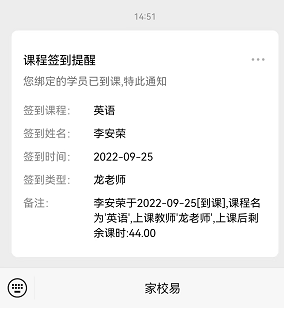 14:51
课程签到提醒
您绑定的学员已到课,特此通知
签到课程： 英语
签到姓名： 李安荣
签到时间： 2022-09-25
签到类型： 龙老师
备注： 李安荣于2022-09-25[到课],课程名
为'英语',上课教师'龙老师',上课后剩
余课时:44.00
家校易